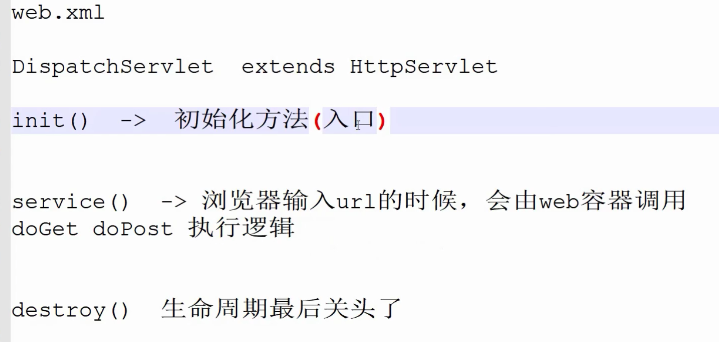 web.xml
DispatchServlet  extends HttpServlet
init()  ->  初始化方法(入口)
service()  -> 浏览器输入url的时候，会由web容器调用
doGet doPost 执行逻辑
destroy()  生命周期最后关头了